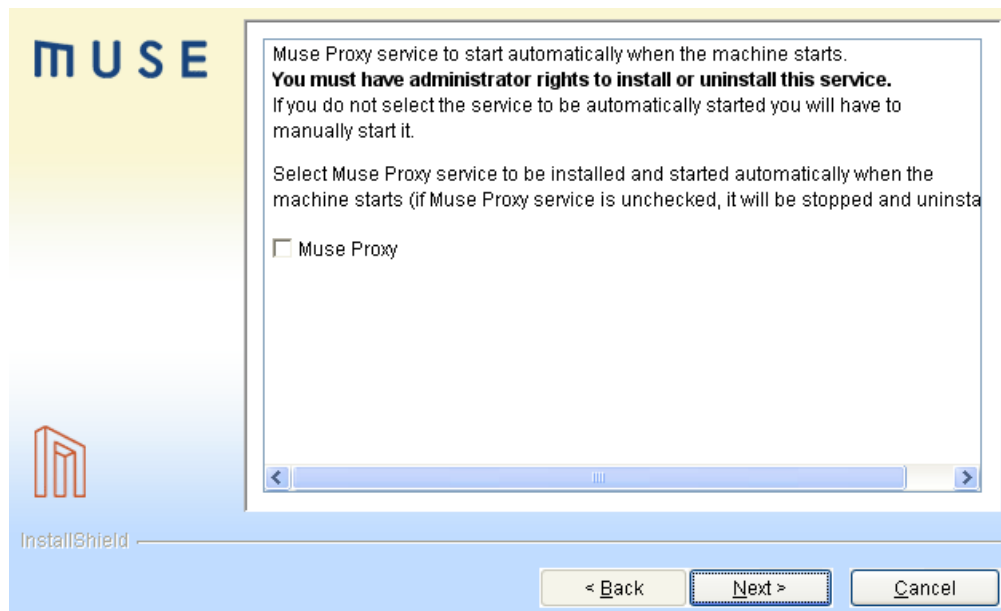 MUSE
Muse Proxy service to start automatically when the machine starts.
You must have administrator rights to install or uninstall this service.
If you do not select the service to be automatically started you will have to
manually start it.
Select Muse Proxy service to be installed and started automatically when the
machine starts (if Muse Proxy service is unchecked, it will be stopped and uninsta
Muse Proxy
InstallShield
< Back
Next >
Cancel